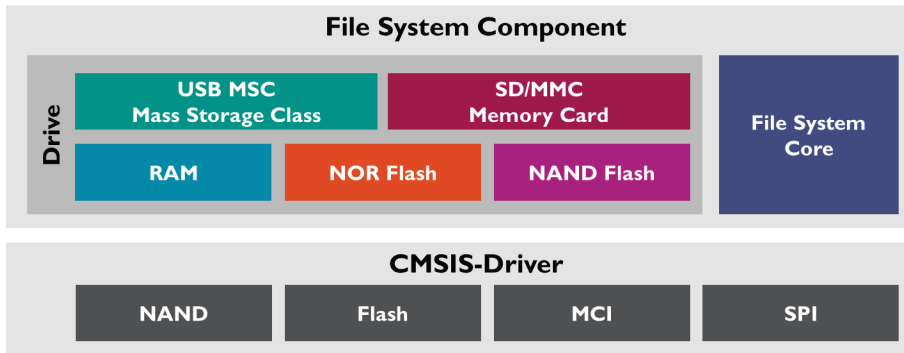 File System Component
Drive
USB MSC
Mass Storage Class
SD/MMC
Memory Card
RAM
NOR Flash
NAND Flash
File System
Core
CMSIS-Driver
NAND
Flash
MCI
SPI